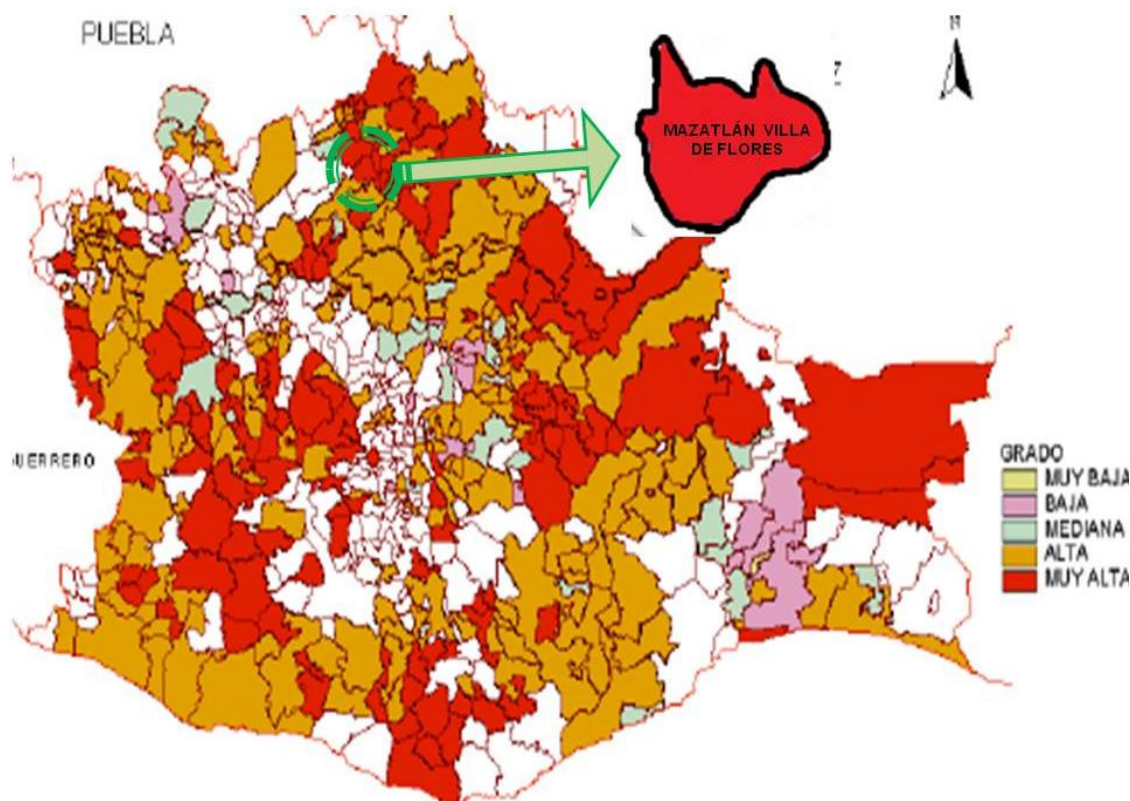 PUEBLA
N
Z
MAZATLÁN VILLA
DE FLORES
UERRERO
GRADO
MUY BAJA
BAJA
MEDIANA
ALTA
MUY ALTA